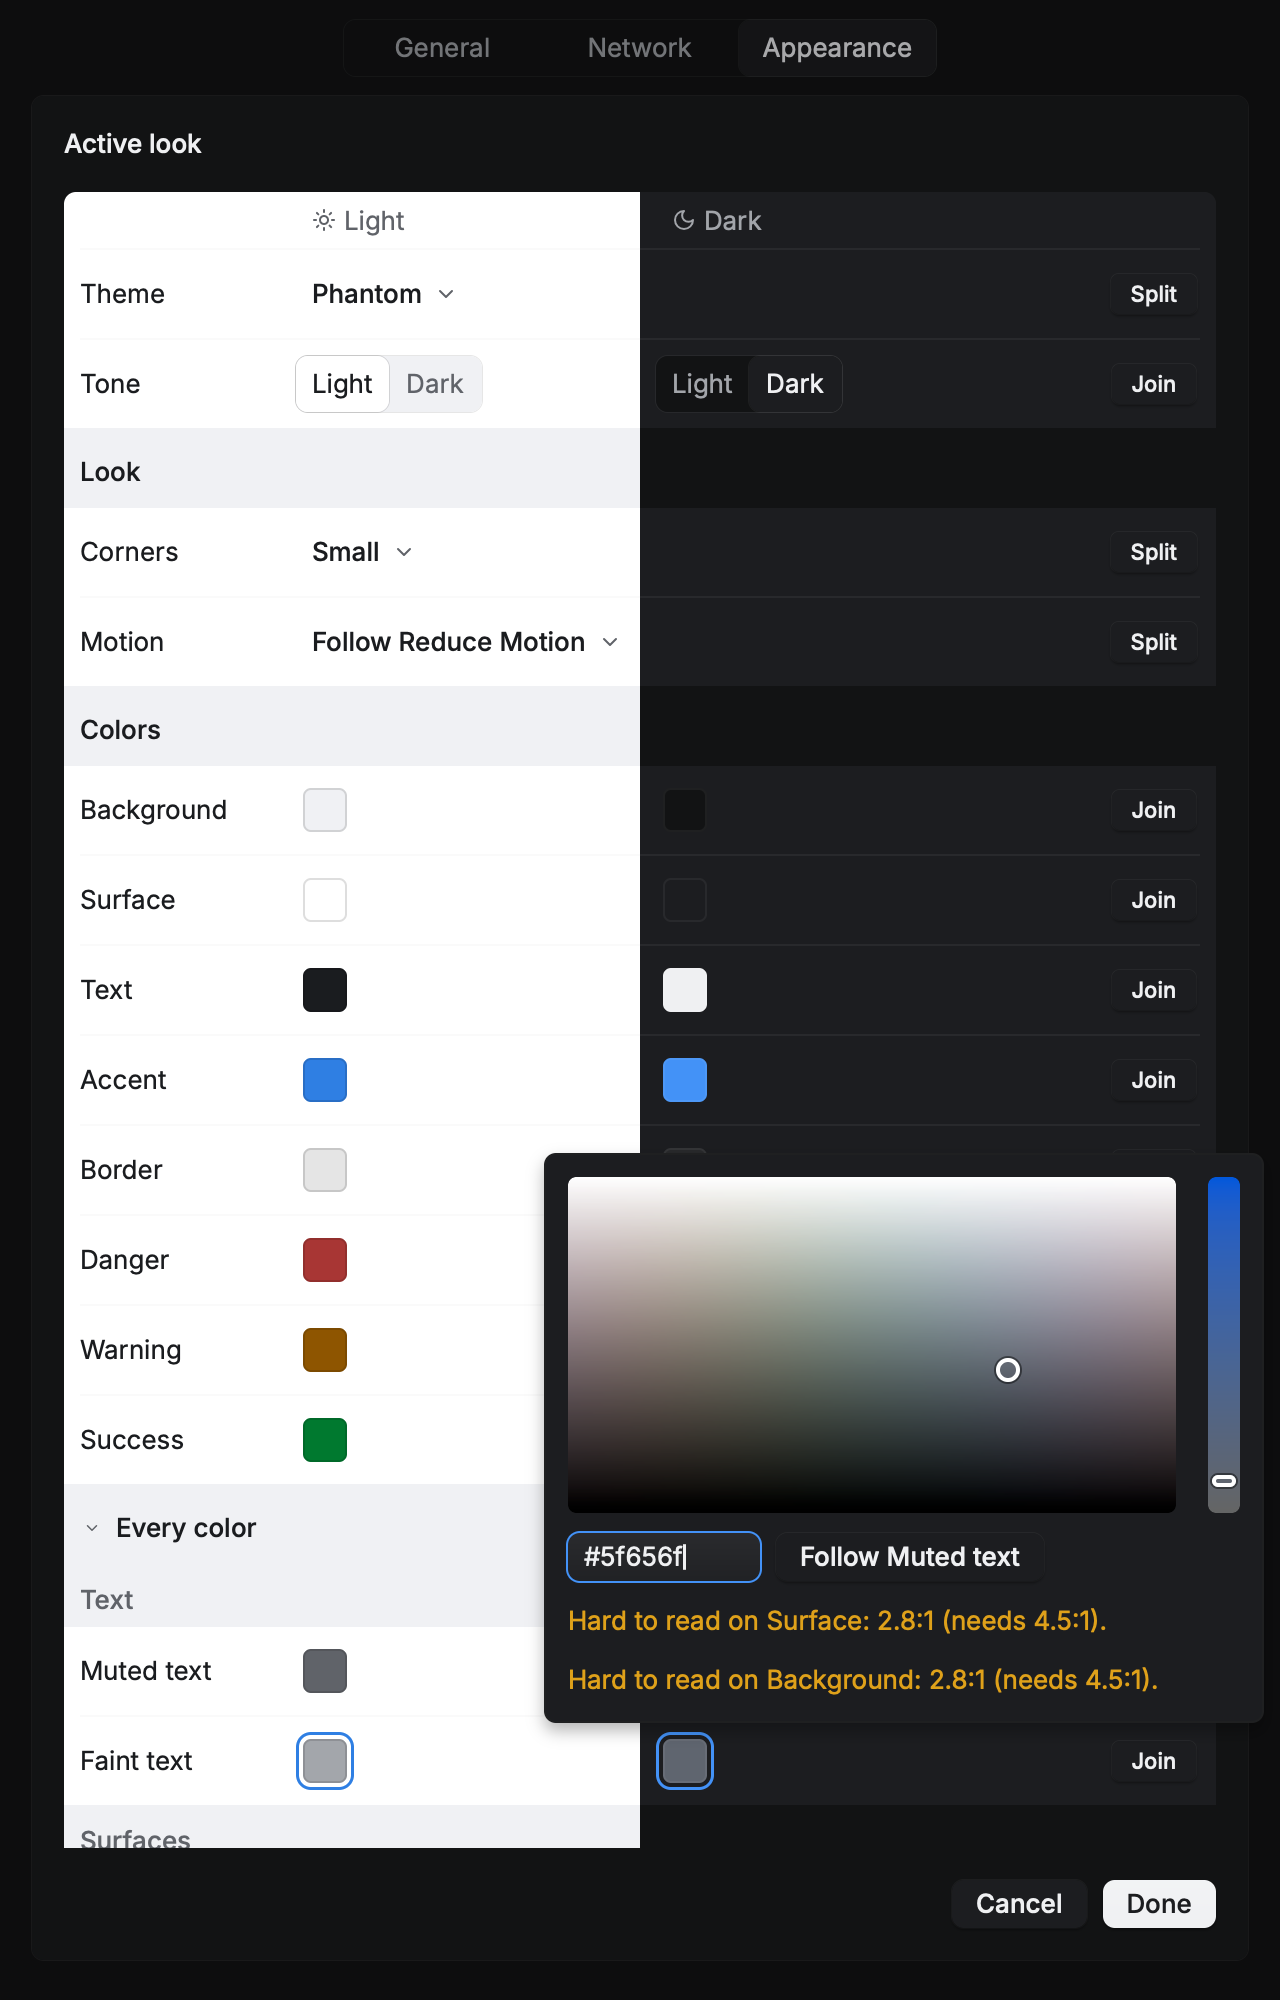 General Network Appearance
Active look
Light Dark
Theme Phantom Split
Tone Light Dark Light Dark Join
Look
Corners Small Split
Motion Follow Reduce Motion Split
Colors
Background Join
Surface Join
Text Join
Accent Join
Border
Danger
Warning
Success
#5f656f Follow Muted text
Hard to read on Surface: 2.8:1 (needs 4.5:1).
Hard to read on Background: 2.8:1 (needs 4.5:1).
Every color
Text
Muted text
Faint text Join
Surfaces
Cancel Done